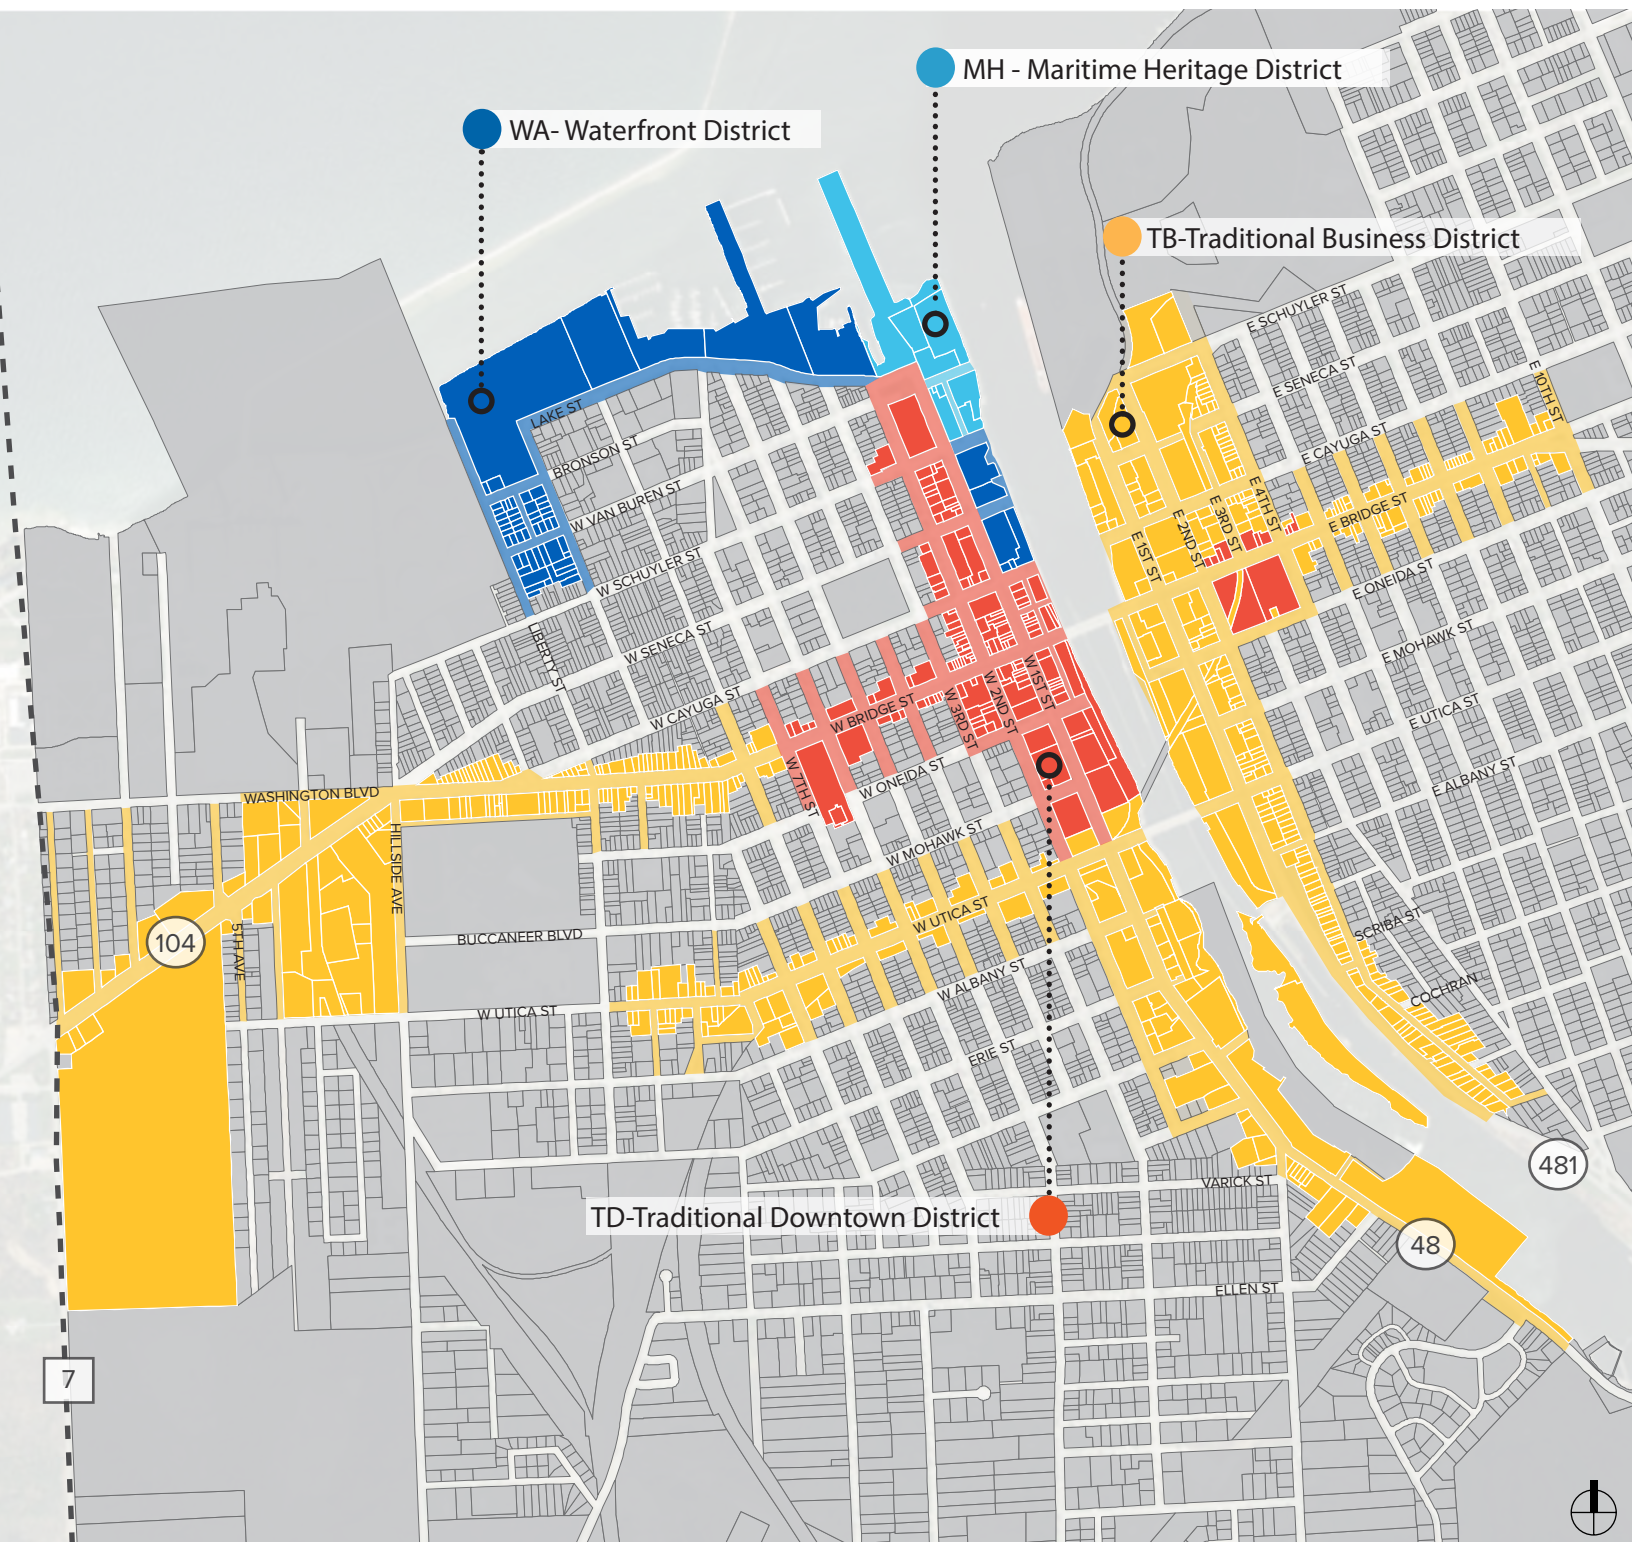 MH - Maritime Heritage District
WA- Waterfront District
TB-Traditional Business District
E SCHUYLER ST
E SENECA ST
E 10TH ST
LAKE ST
BRONSON ST
E CAYUGA ST
W VAN BUREN ST
E 4TH ST
E 3RD ST
E BRIDGE ST
E 2ND ST
E 1ST ST
W SCHUYLER ST
E ONEIDA ST
LIBERTY ST
W SENECA ST
E MOHAWK ST
W CAYUGA ST
W 1ST ST
W 2ND ST
W 3RD ST
W BRIDGE ST
E UTICA ST
W 7TH ST
W ONEIDA ST
E ALBANY ST
WASHINGTON BLVD
HILLSIDE AVE
W MOHAWK ST
W UTICA ST
SCRIBA ST
104
5TH AVE
BUCCANEER BLVD
W ALBANY ST
COCHRAN
W UTICA ST
ERIE ST
481
VARICK ST
TD-Traditional Downtown District
48
ELLEN ST
7